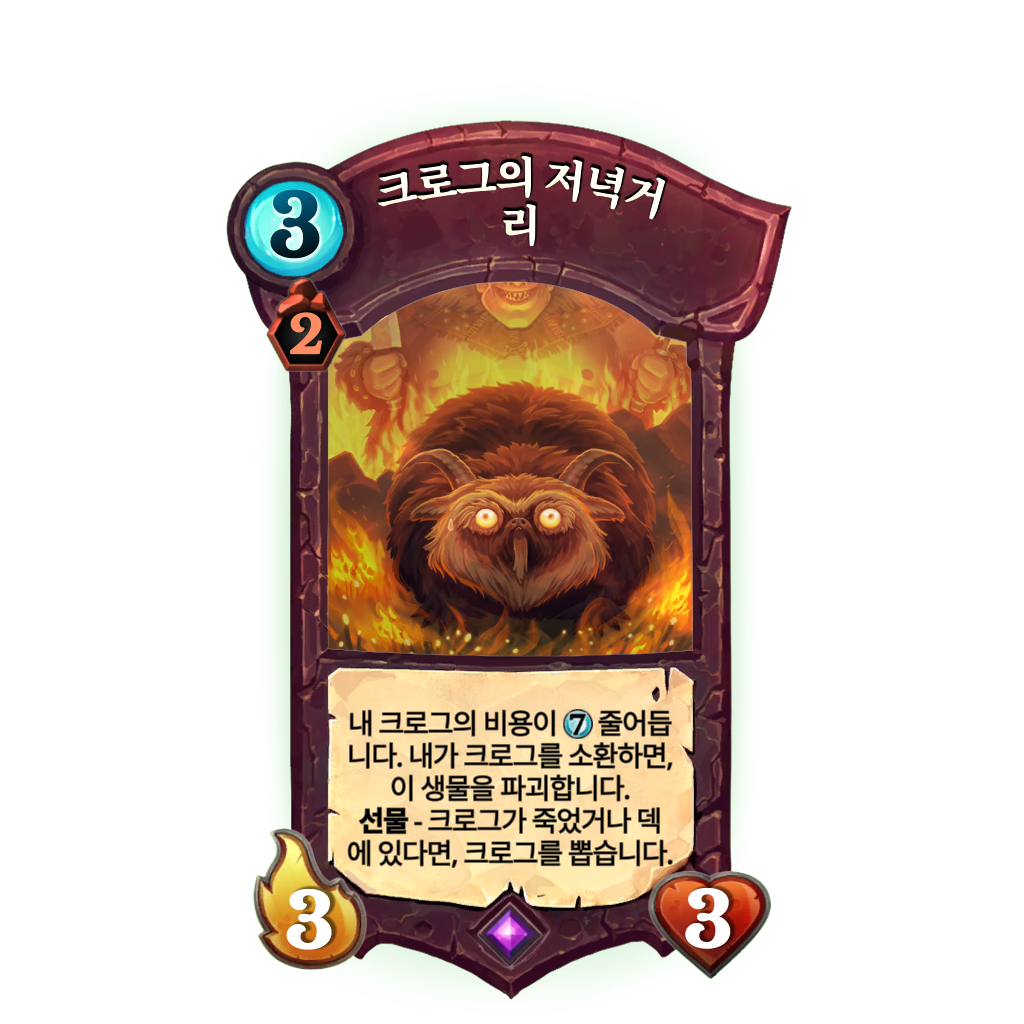 3
크로그의 저녁거
리
2
내 크로그의 비용이 7 줄어듭
니다. 내가 크로그를 소환하면,
이 생물을 파괴합니다.
선물 - 크로그가 죽었거나 덱
에 있다면, 크로그를 뽑습니다.
3
3